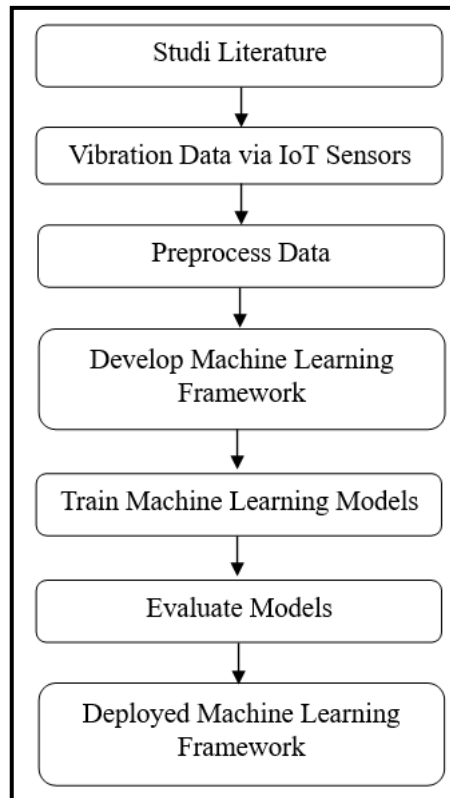 Studi Literature
Vibration Data via IoT Sensors
Preprocess Data
Develop Machine Learning
Framework
Train Machine Learning Models
Evaluate Models
Deployed Machine Learning
Framework